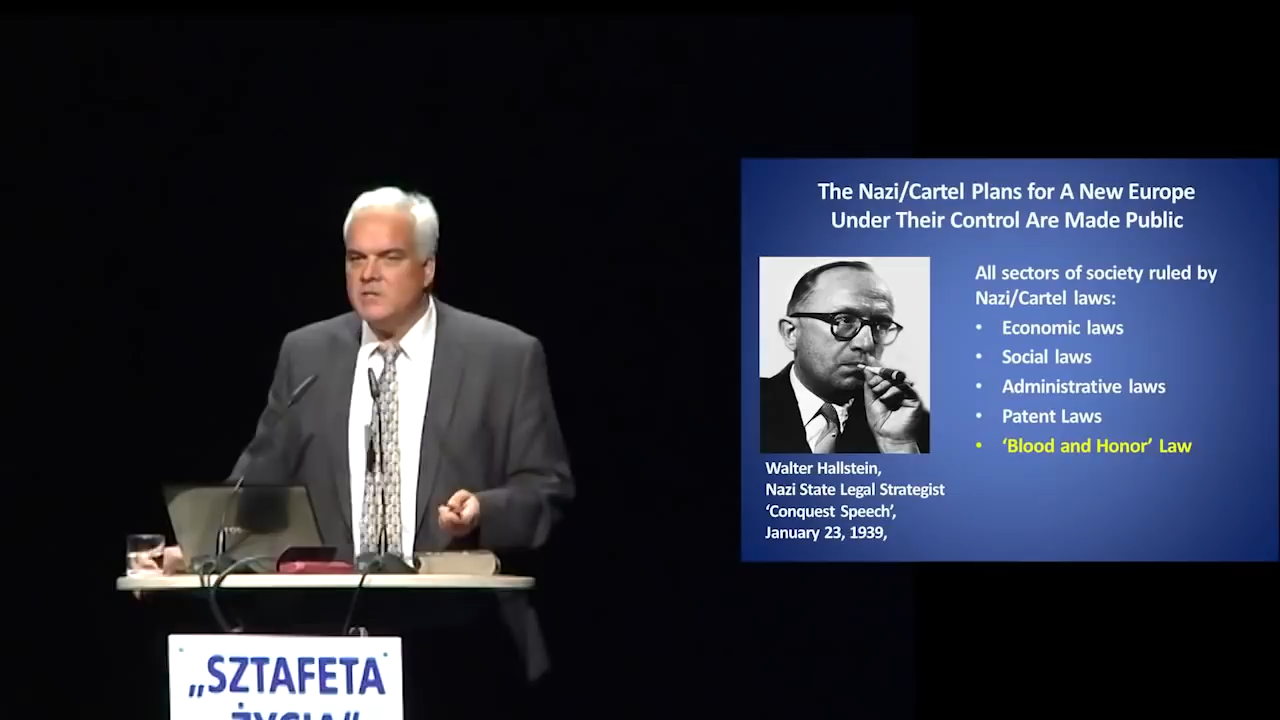 The Nazi/Cartel Plans for A New Europe
Under Their Control Are Made Public
All sectors of society ruled by
Nazi/Cartel laws:
• Economic laws
• Social laws
• Administrative laws
• Patent Laws
• ‘Blood and Honor’ Law
Walter Hallstein,
Nazi State Legal Strategist
‘Conquest Speech’,
January 23, 1939,
„SZTAFETA
ŻYCIA”